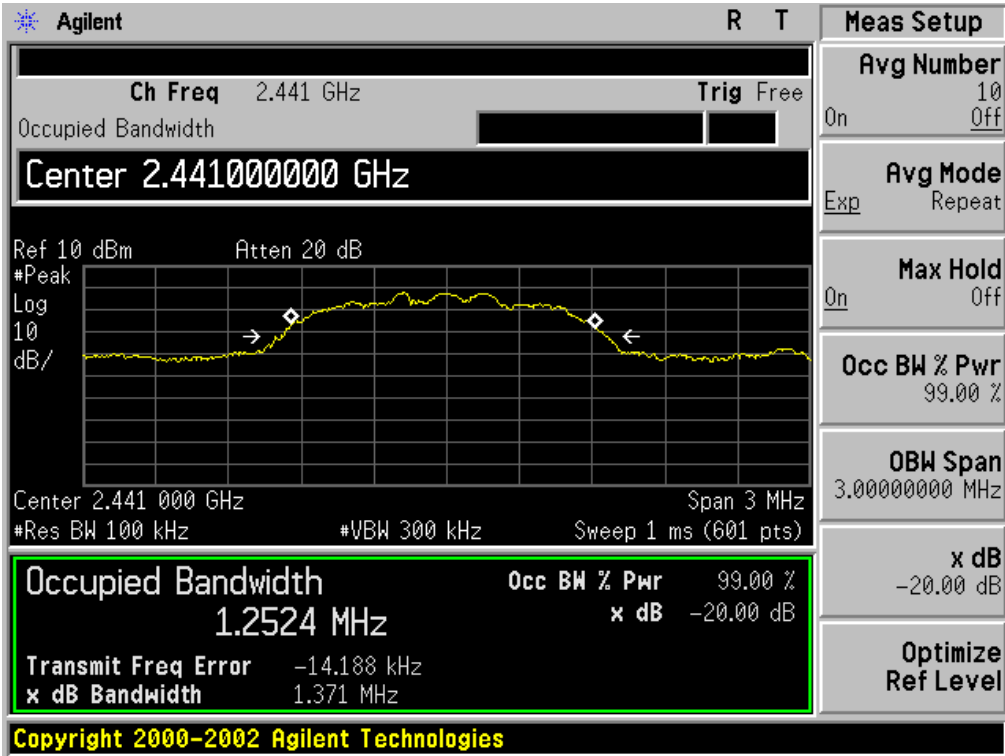 Agilent R T
Ch Freq 2.441 GHz Trig Free
Occupied Bandwidth
Center 2.441000000 GHz
Ref 10 dBm Atten 20 dB
#Peak
Log
10
dB/
Center 2.441 000 GHz Span 3 MHz
#Res BW 100 kHz #VBW 300 kHz Sweep 1 ms (601 pts)
Occupied Bandwidth Occ BW % Pwr 99.00 %
1.2524 MHz x dB -20.00 dB
Transmit Freq Error -14.188 kHz
x dB Bandwidth 1.371 MHz
Copyright 2000-2002 Agilent Technologies
Meas Setup
Avg Number
10
On Off
Avg Mode
Exp Repeat
Max Hold
On Off
Occ BW % Pwr
99.00 %
OBW Span
3.00000000 MHz
x dB
-20.00 dB
Optimize
Ref Level